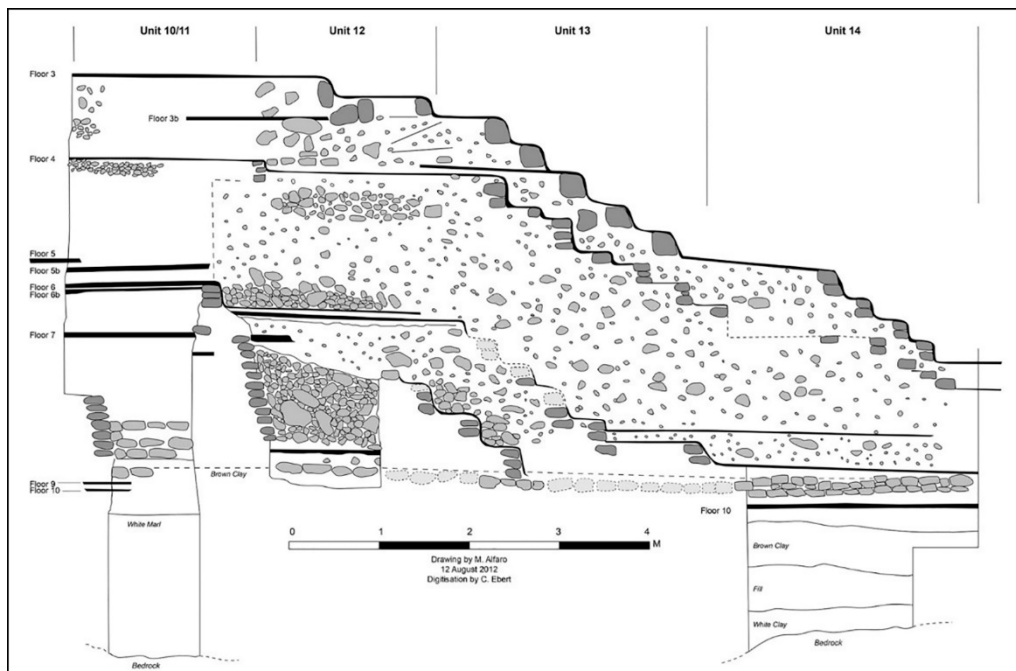 Unit 10/11
Unit 12
Unit 13
Unit 14
Floor 3
Floor 3b
Floor 4
Floor 5
Floor 5b
Floor 6
Floor 6b
Floor 7
Brown Clay
Floor 9
Floor 10
White Marl
Bedrock
0 1 2 3 4
M
Drawing by M. Alfaro
12 August 2012
Digitisation by C. Ebert
Floor 10
Brown Clay
Fill
White Clay
Bedrock